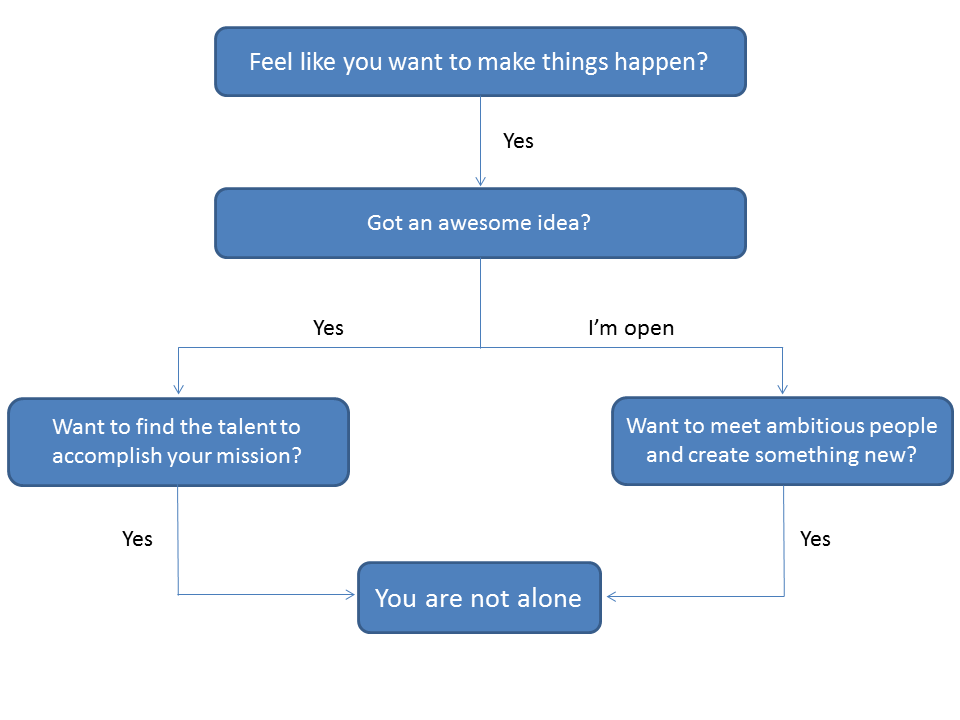 Feel like you want to make things happen?
Yes
Got an awesome idea?
Yes
I’m open
Want to find the talent to
accomplish your mission?
Want to meet ambitious people
and create something new?
Yes
Yes
You are not alone